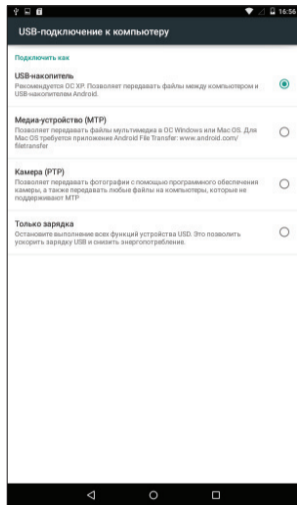 16:56
USB-подключение к компьютеру
Подключить как
USB-накопитель
Рекомендуется ОС XP. Позволяет передавать файлы между компьютером и
USB-накопителем Android.
Медиа-устройство (MTP)
Позволяет передавать файлы мультимедиа в ОС Windows или Mac OS. Для
Mac OS требуется приложение Android File Transfer: www.android.com/
filetransfer
Камера (PTP)
Позволяет передавать фотографии с помощью программного обеспечения
камеры, а также передавать любые файлы на компьютеры, которые не
поддерживают MTP
Только зарядка
Остановите выполнение всех функций устройства USD. Это позволить
ускорить зарядку USB и снизить энергопотребление.